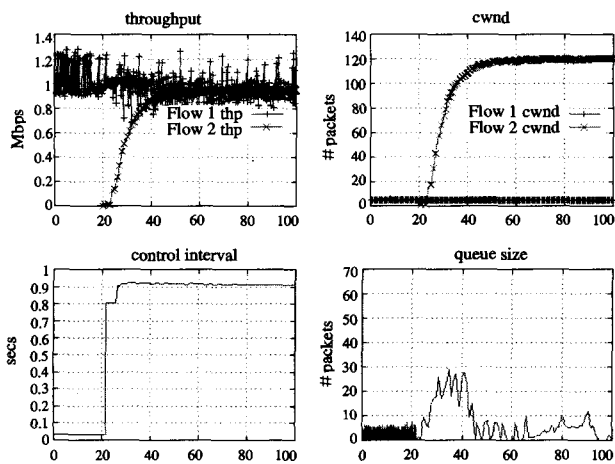 throughput
1.4
1.2
1
0.8
0.6
0.4
0.2
0
Mbps
Flow 1 thp
Flow 2 thp
0 20 40 60 80 100
cwnd
140
120
100
80
60
40
20
0
# packets
Flow 1 cwnd
Flow 2 cwnd
0 20 40 60 80 100
control interval
1
0.9
0.8
0.7
0.6
0.5
0.4
0.3
0.2
0.1
0
secs
0 20 40 60 80 100
queue size
70
60
50
40
30
20
10
0
# packets
0 20 40 60 80 100